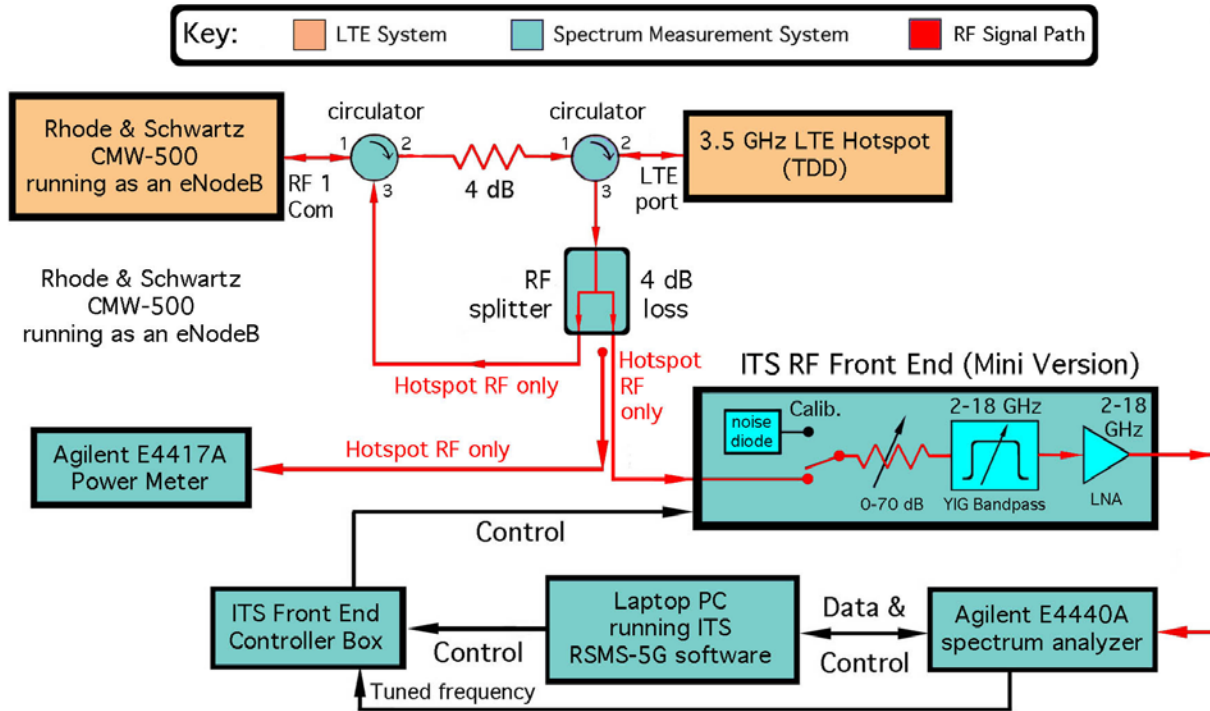 Key:
LTE System
Spectrum Measurement System
RF Signal Path
Rhode & Schwartz
CMW-500
running as an eNodeB
RF 1
Com
circulator
1
2
3
4 dB
circulator
1
2
3
LTE
port
3.5 GHz LTE Hotspot
(TDD)
Rhode & Schwartz
CMW-500
running as an eNodeB
RF
splitter
4 dB
loss
Hotspot RF only
Hotspot
RF
only
Hotspot RF only
Agilent E4417A
Power Meter
ITS RF Front End (Mini Version)
noise
diode
Calib.
0-70 dB
2-18 GHz
YIG Bandpass
2-18
GHz
LNA
Control
ITS Front End
Controller Box
Control
Laptop PC
running ITS
RSMS-5G software
Data &
Control
Agilent E4440A
spectrum analyzer
Tuned frequency